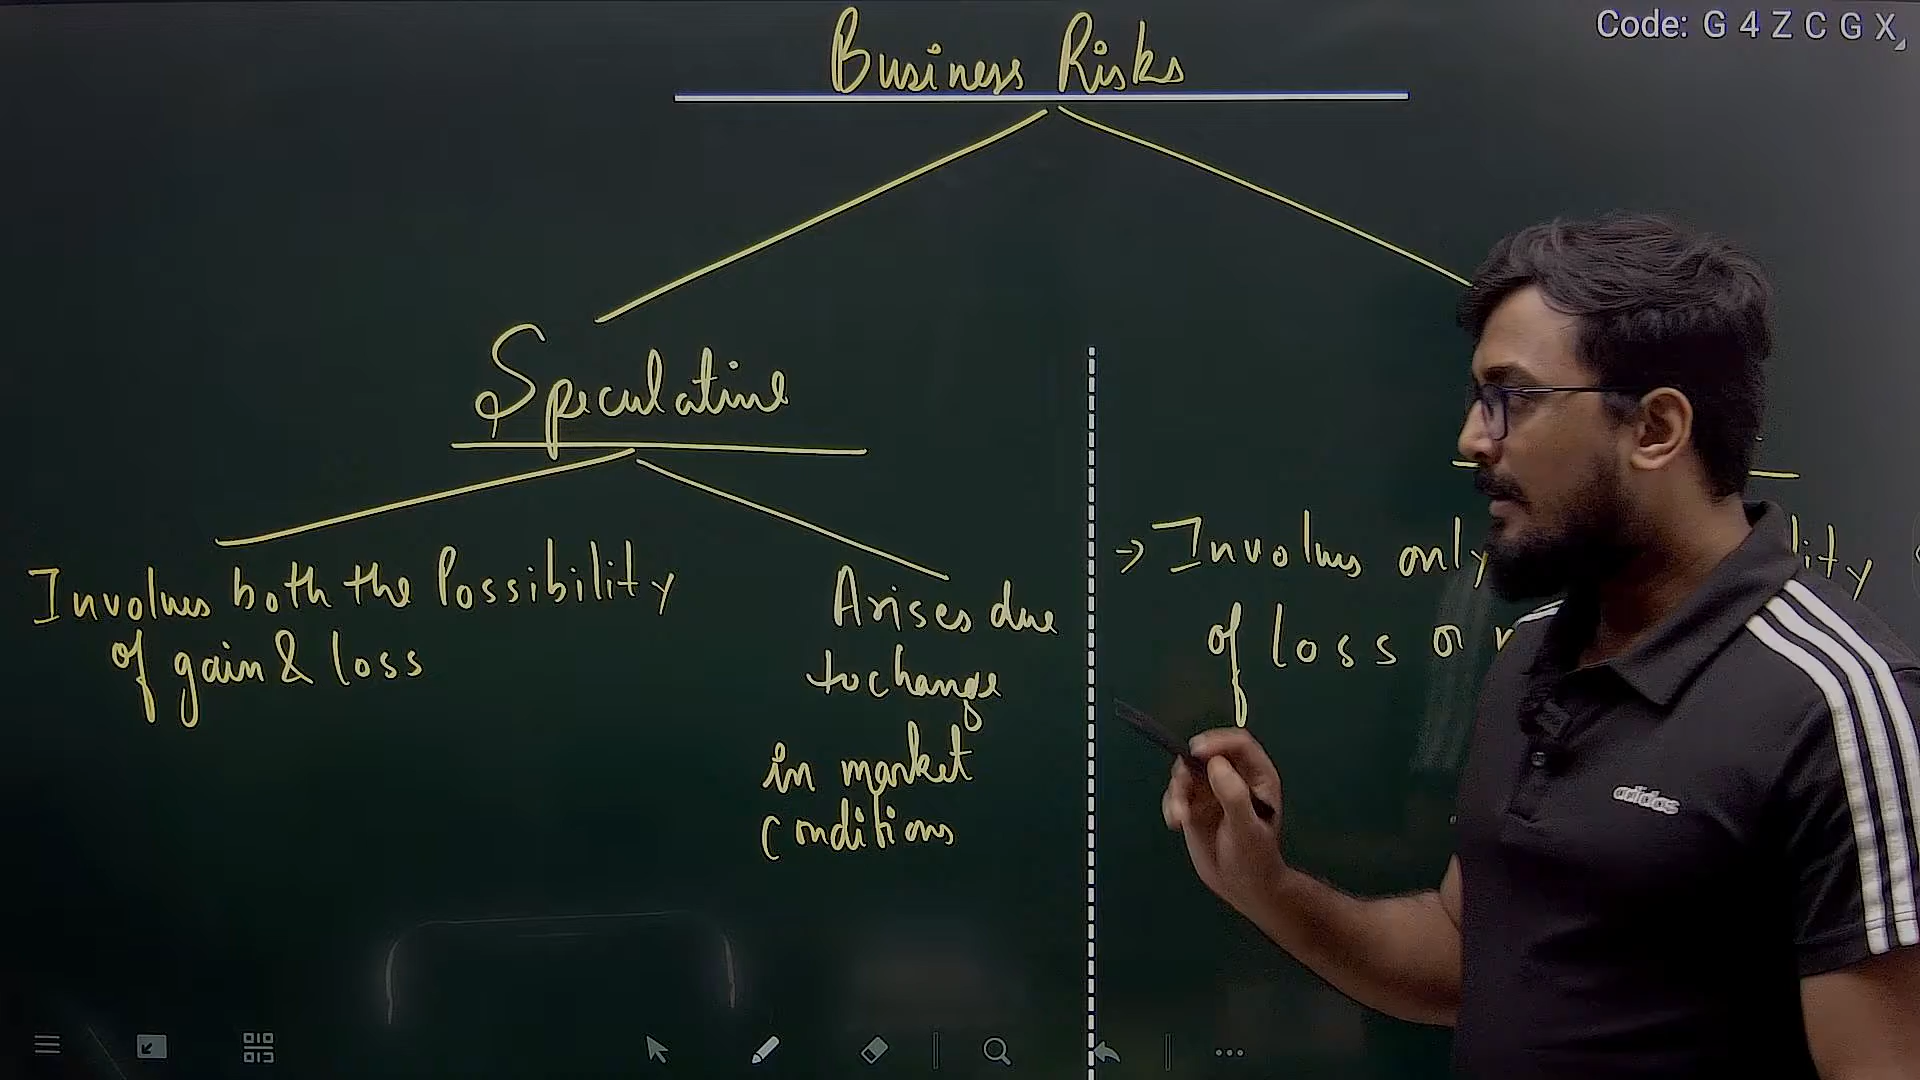 Code: G 4 Z C G X
Business Risks
Speculative
Involves both the Possibility
of gain & loss
Arises due
to change
in market
Conditions
→ Involves only
of loss or
adidas